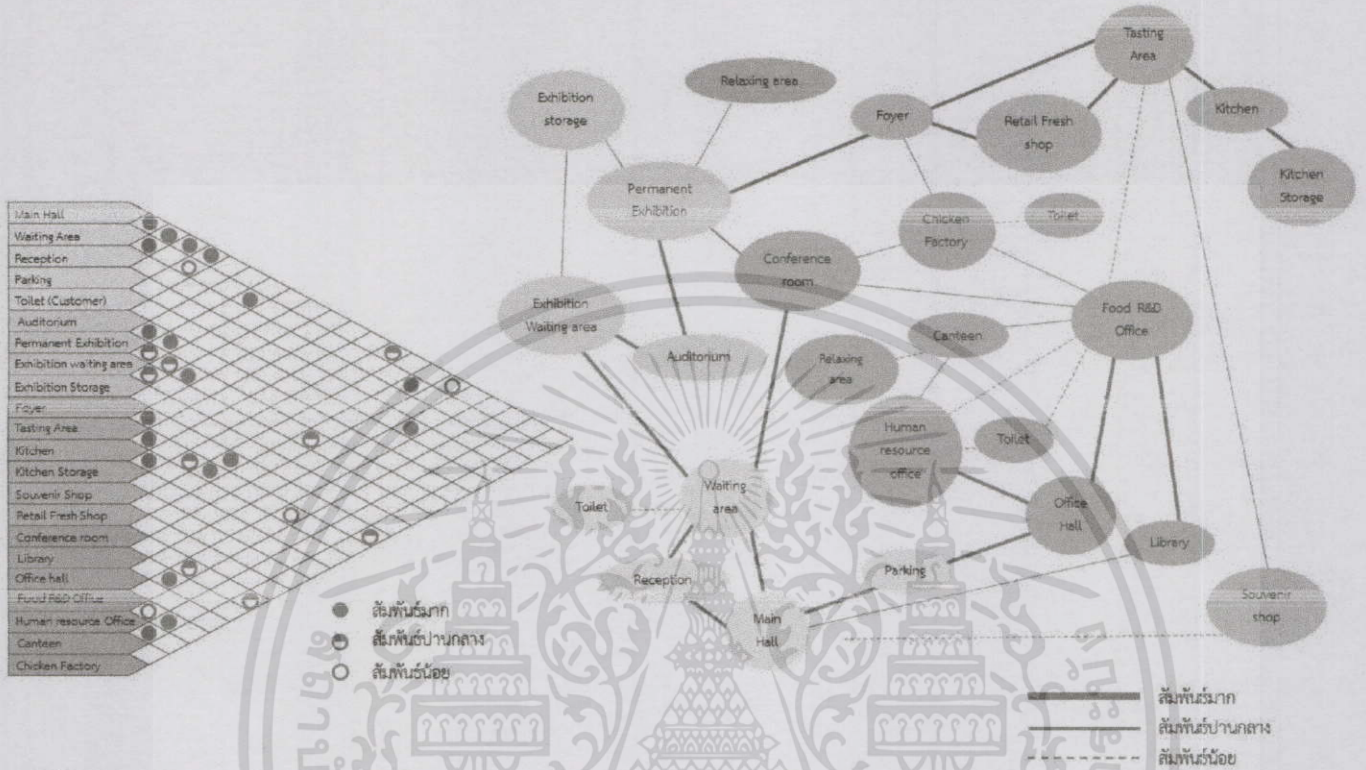 Main Hall
Waiting Area
Reception
Parking
Toilet (Customer)
Auditorium
Permanent Exhibition
Exhibition waiting area
Exhibition Storage
Foyer
Tasting Area
Kitchen
Kitchen Storage
Souvenir Shop
Retail Fresh Shop
Conference room
Library
Office hall
Food R&D Office
Human resource Office
Canteen
Chicken Factory
สัมพันธ์มาก
สัมพันธ์ปานกลาง
สัมพันธ์น้อย
Tasting
Area
Relaxing area
Exhibition
storage
Foyer
Retail Fresh
shop
Kitchen
Kitchen
Storage
Permanent
Exhibition
Chicken
Factory
Toilet
Conference
room
Exhibition
Waiting area
Food R&D
Office
Auditorium
Canteen
Relaxing
area
Human
resource
office
Toilet
Waiting
area
Toilet
Office
Hall
Library
Reception
Parking
Main
Hall
Souvenir
shop
สัมพันธ์มาก
สัมพันธ์ปานกลาง
สัมพันธ์น้อย